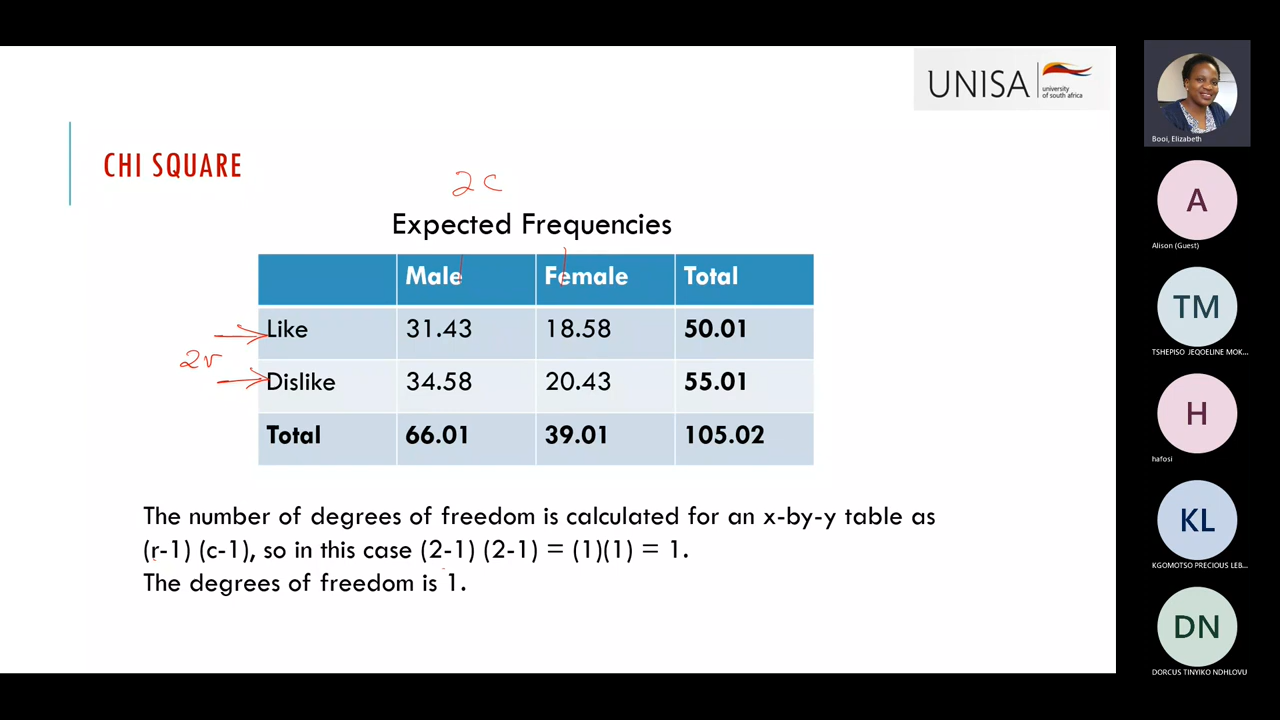 UNISA
university
of south africa
CHI SQUARE
2 c
Expected Frequencies
Male Female Total
Like 31.43 18.58 50.01
2r
Dislike 34.58 20.43 55.01
Total 66.01 39.01 105.02
The number of degrees of freedom is calculated for an x-by-y table as
(r-1) (c-1), so in this case (2-1) (2-1) = (1)(1) = 1.
The degrees of freedom is 1.
Booi, Elizabeth
A
Alison (Guest)
TM
TSHEPISO JEQOELINE MOK...
H
hafosi
KL
KGOMOTSO PRECIOUS LEB...
DN
DORCUS TINYIKO NDHLOVU